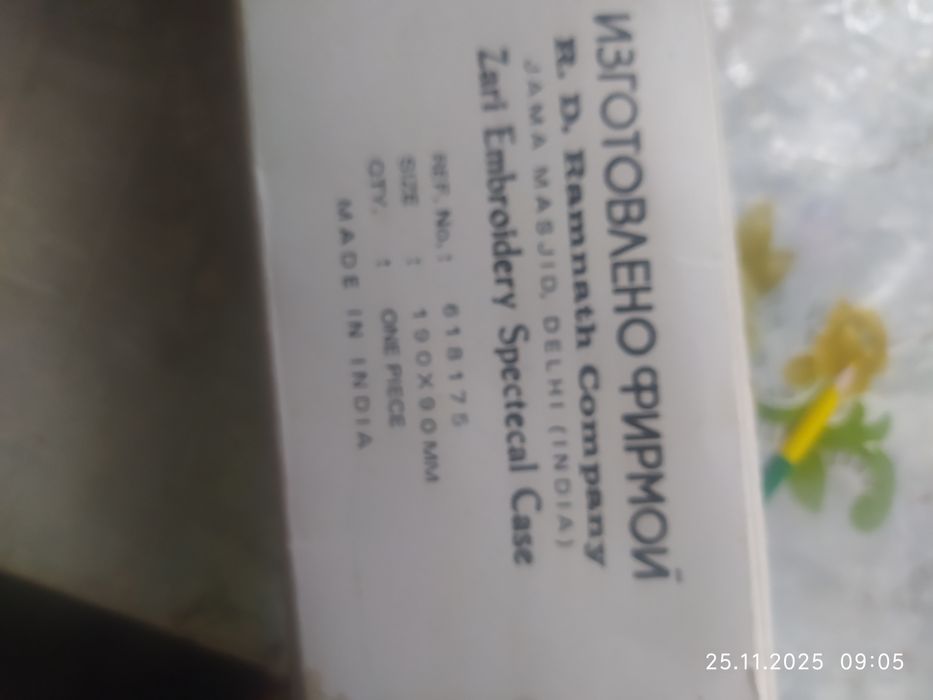 ИЗГОТОВЛЕНО ФИРМОЙ
R. D. Ramnath Company
JAMA MASJID, DELHI (INDIA)
Zari Embroidery Spectecal Case
REF. No. : 618175
SIZE : 190X90MM
QTY. : ONE PIECE
MADE IN INDIA
25.11.2025 09:05